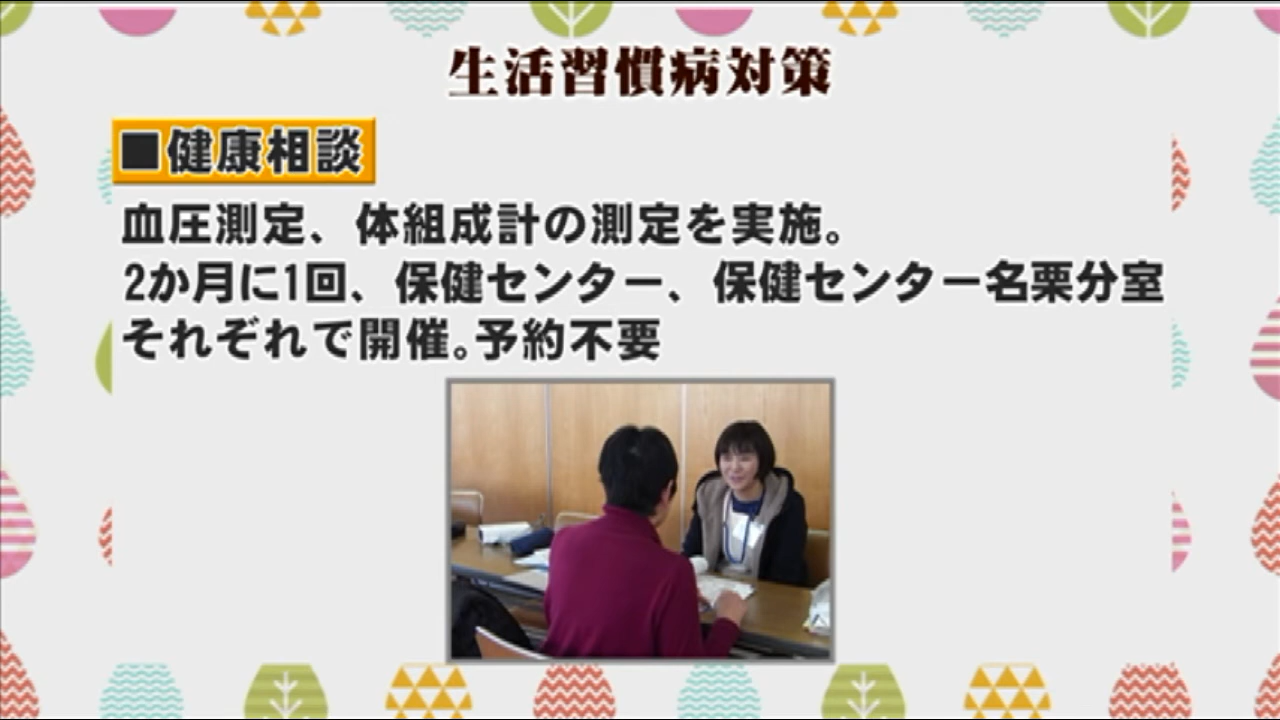 生活習慣病対策
■健康相談
血圧測定、体組成計の測定を実施。
2か月に1回、保健センター、保健センター名栗分室
それぞれで開催。予約不要